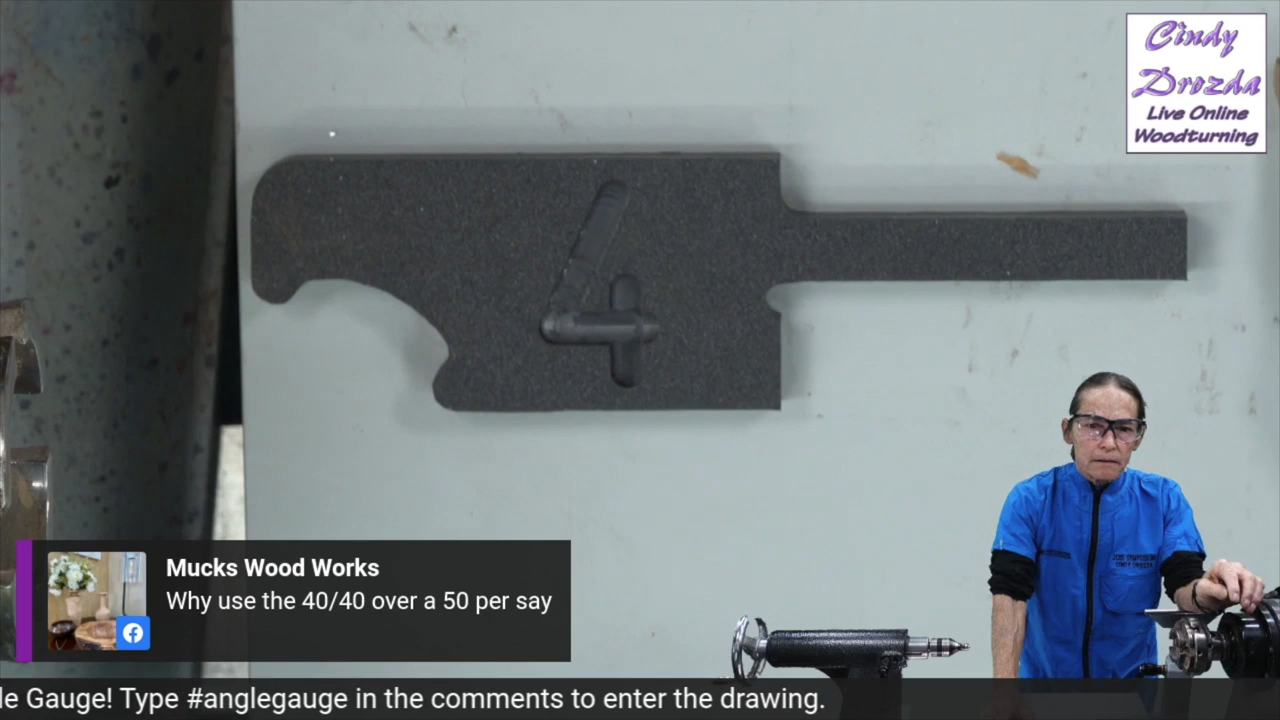 Cindy
Drozda
Live Online
Woodturning
4
Mucks Wood Works
Why use the 40/40 over a 50 per say
le Gauge! Type #anglegauge in the comments to enter the drawing.